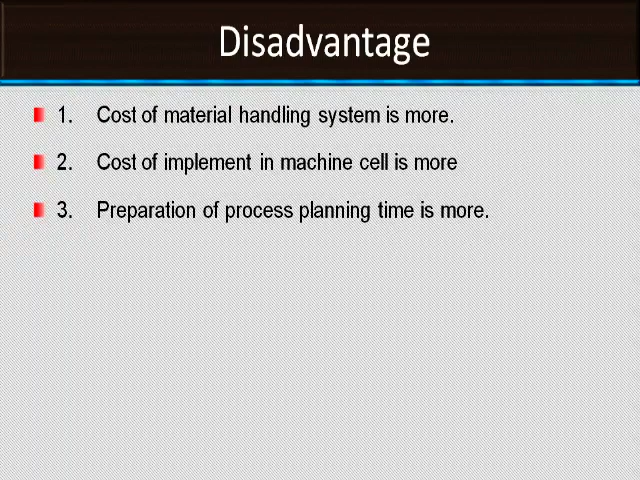 Disadvantage
1. Cost of material handling system is more.
2. Cost of implement in machine cell is more
3. Preparation of process planning time is more.